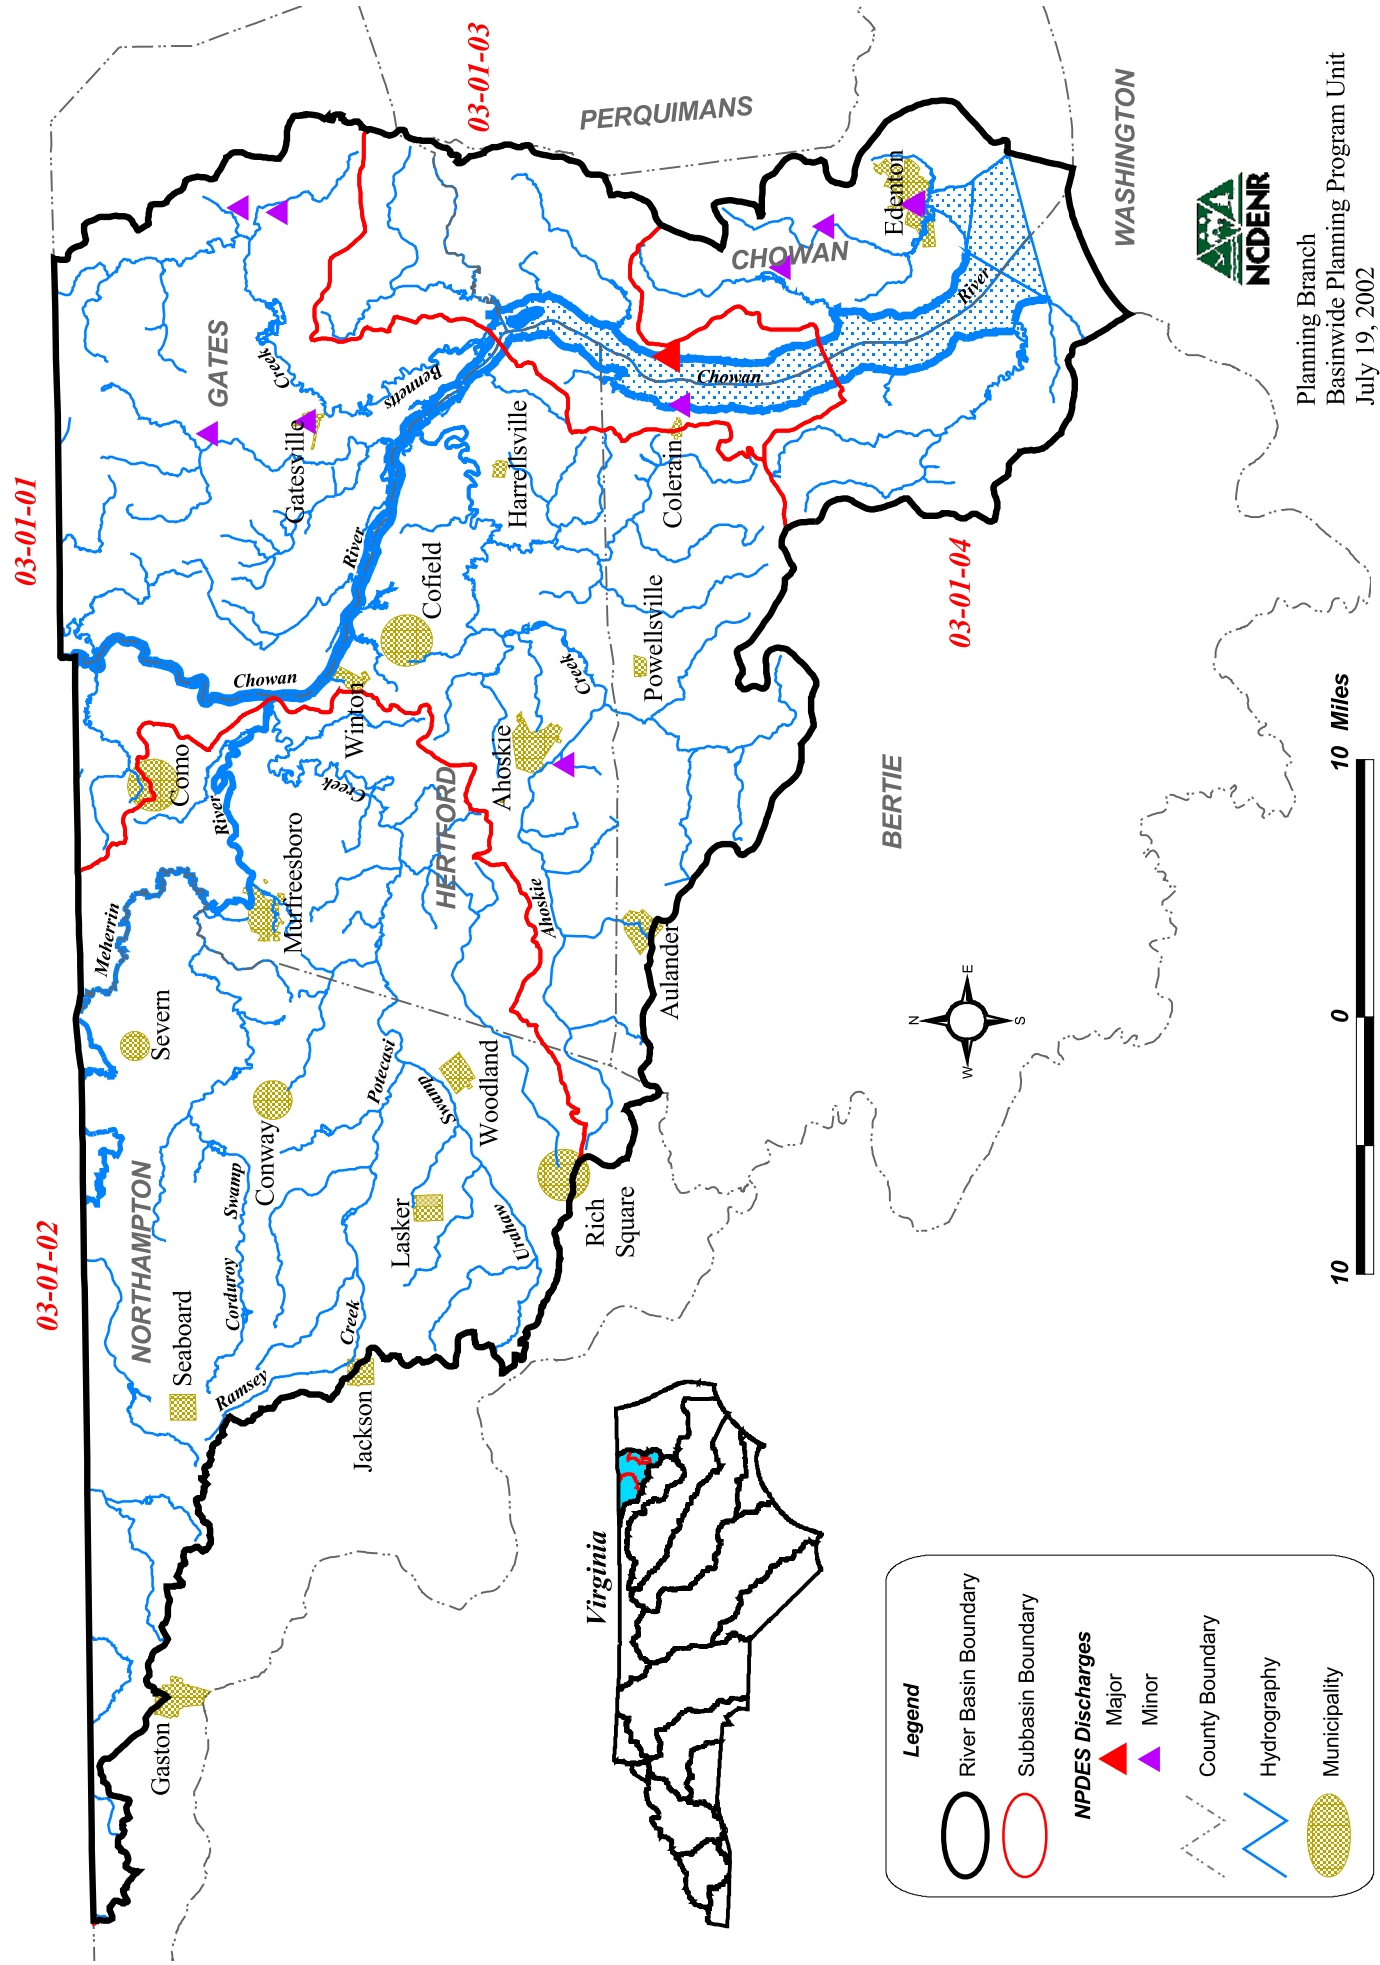 03-01-01
03-01-02
03-01-03
03-01-04
NORTHAMPTON
HERTFORD
GATES
CHOWAN
PERQUIMANS
WASHINGTON
BERTIE
Gaston
Seaboard
Jackson
Conway
Severn
Lasker
Woodland
Rich
Square
Murfreesboro
Como
Winton
Cofield
Ahoskie
Aulander
Powellsville
Harrellsville
Colerain
Gatesville
Edenton
Meherrin
River
Chowan
River
Bennetts
Creek
Chowan
River
Ramsey
Creek
Corduroy
Swamp
Potecasi
Creek
Urahaw
Swamp
Ahoskie
Creek
N
E
S
W
10
0
10 Miles
Virginia
Legend
River Basin Boundary
Subbasin Boundary
NPDES Discharges
Major
Minor
County Boundary
Hydrography
Municipality
NCDENR
Planning Branch
Basinwide Planning Program Unit
July 19, 2002